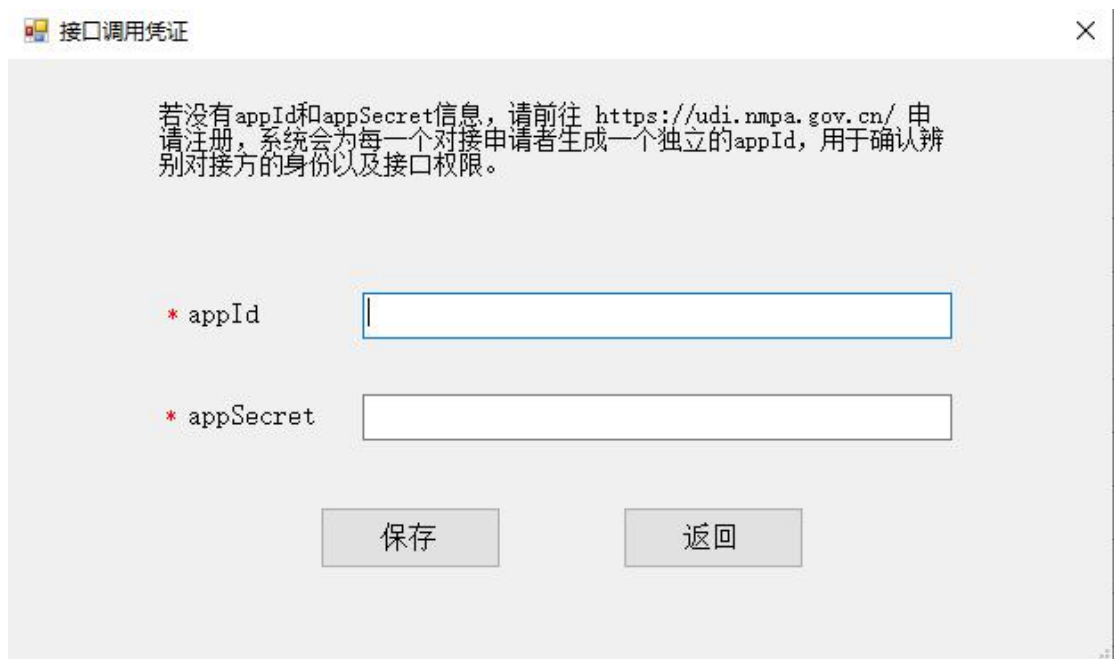 接口调用凭证
若没有appId和appSecret信息，请前往 https://udi.nmpa.gov.cn/ 申
请注册，系统会为每一个对接申请者生成一个独立的appId，用于确认辨
别对接方的身份以及接口权限。
* appId
* appSecret
保存 返回